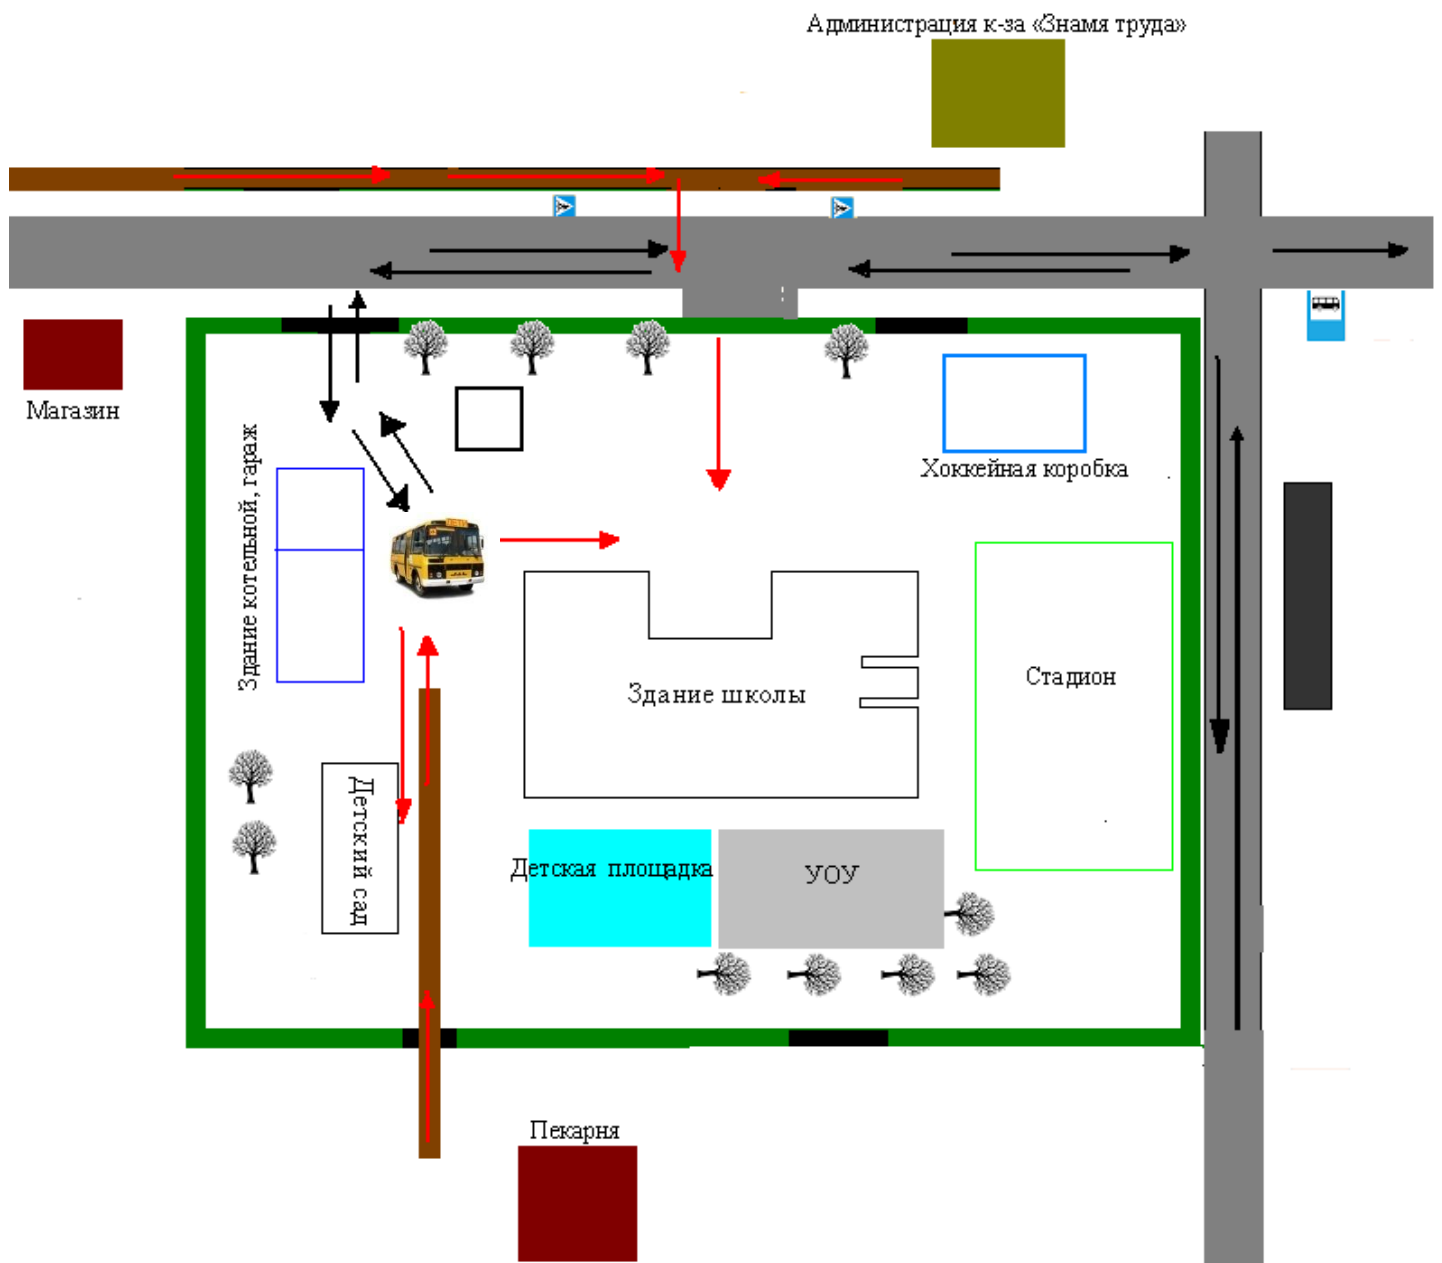 Администрация к-за «Знамя труда»
Магазин
Здание котельной, гараж
Хоккейная коробка
Здание школы
Стадион
Детский сад
Детская площадка
УОУ
Пекарня